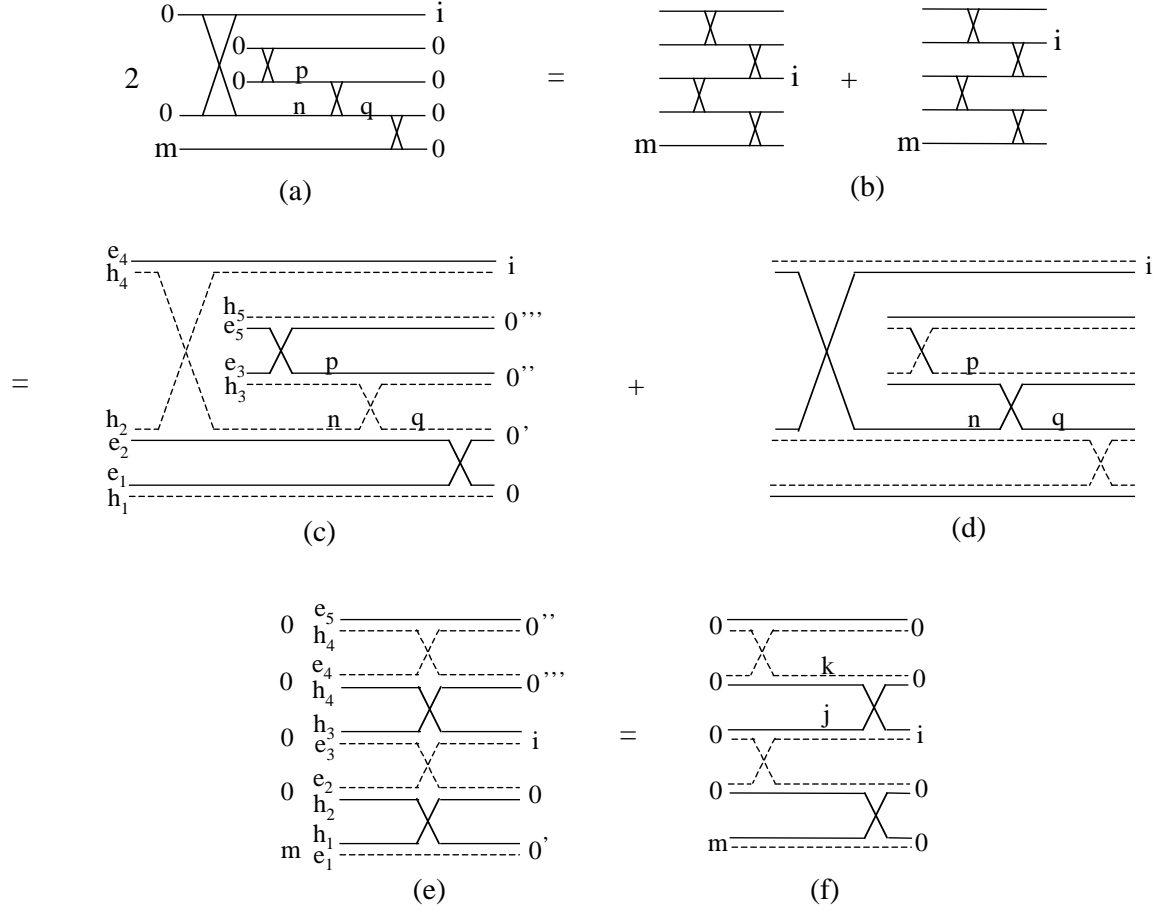 0 i
0 0
2 0 p 0 = i + i
0 n q 0
m 0 m m
(a) (b)
e4
h4 i i
h5
e5 0'''
= e3 p 0'' + p
h3
h2 n q 0' n q
e2
e1 0
h1
(c) (d)
0 e5 0'' 0 0
h4
0 e4 0''' 0 k 0
h4
0 h3 i = 0 j i
e3
0 e2 0 0 0
h2
m h1 0' m 0
e1
(e) (f)